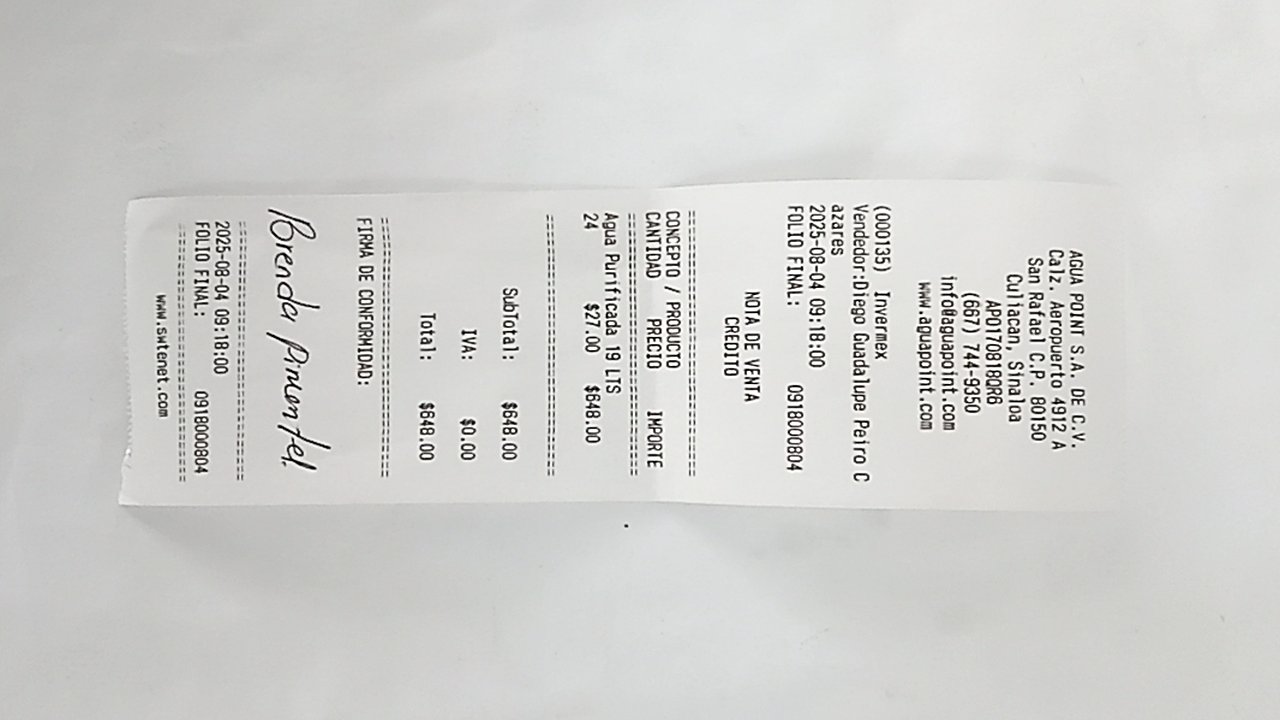 AGUA POINT S.A. DE C.V.
Calz. Aeropuerto 4912 A
San Rafael C.P. 80150
Culiacan, Sinaloa
APO170818QR6
(667) 744-9350
info@aguapoint.com
www.aguapoint.com
(000135) Invermex
Vendedor:Diego Guadalupe Peiro C
azares
2025-08-04 09:18:00
FOLIO FINAL: 0918000804
NOTA DE VENTA
CREDITO
================================
CONCEPTO / PRODUCTO
CANTIDAD PRECIO IMPORTE
================================
Agua Purificada 19 LTS
24 $27.00 $648.00
================================
SubTotal: $648.00
IVA: $0.00
Total: $648.00
================================
FIRMA DE CONFORMIDAD:
Brenda Pimentel
================================
2025-08-04 09:18:00
FOLIO FINAL: 0918000804
================================
www.swtenet.com